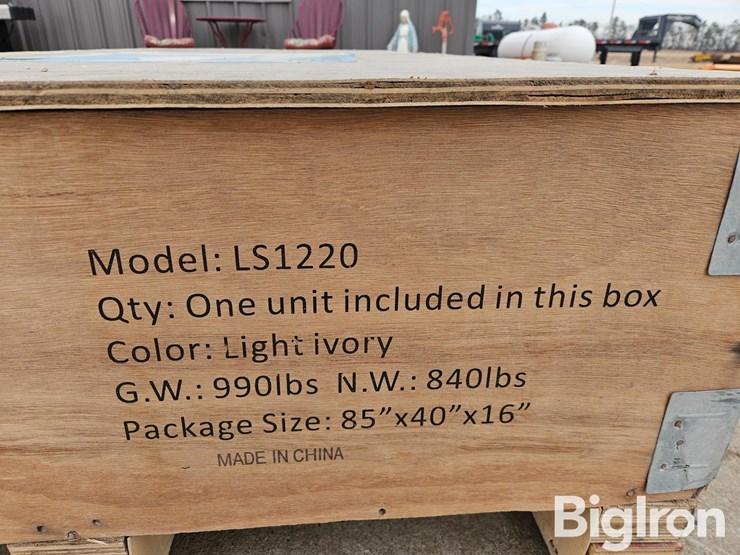 Model: LS1220
Qty: One unit included in this box
Color: Light ivory
G.W.: 990lbs N.W.: 840lbs
Package Size: 85”x40”x16”
MADE IN CHINA
BigIron